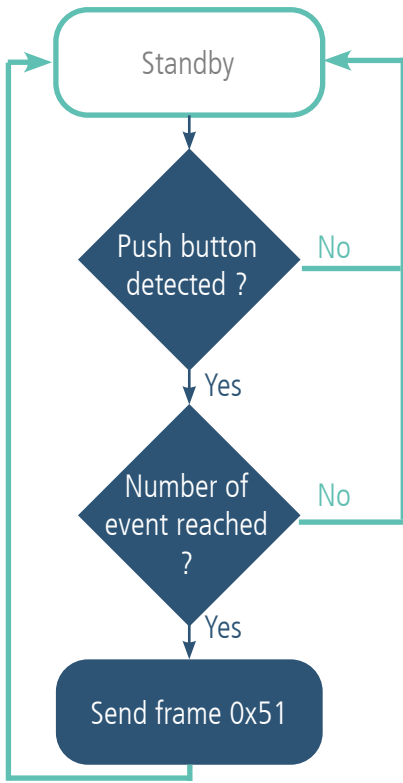 Standby
Push button
detected ?
No
Yes
Number of
event reached
?
No
Yes
Send frame 0x51